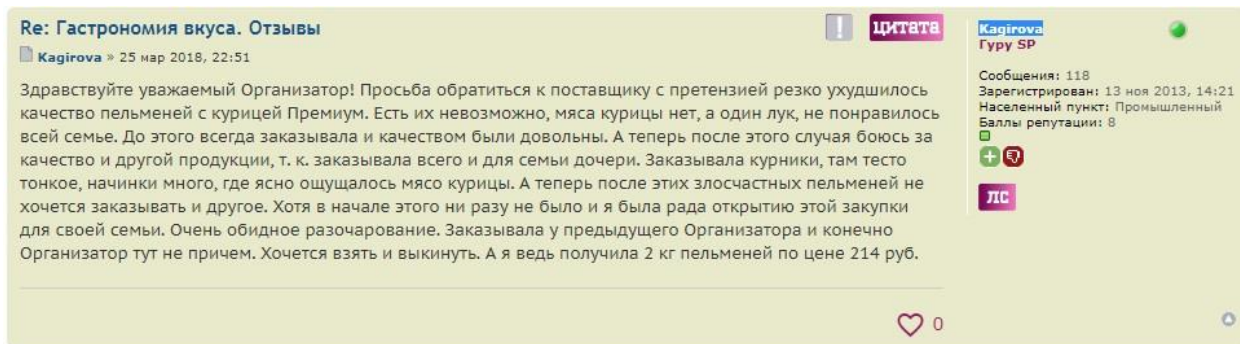 Re: Гастрономия вкуса. Отзывы
! цитата
Kagirova » 25 мар 2018, 22:51
Здравствуйте уважаемый Организатор! Просьба обратиться к поставщику с претензией резко ухудшилось
качество пельменей с курицей Премиум. Есть их невозможно, мяса курицы нет, а один лук, не понравилось
всей семье. До этого всегда заказывала и качеством были довольны. А теперь после этого случая боюсь за
качество и другой продукции, т. к. заказывала всего и для семьи дочери. Заказывала курники, там тесто
тонкое, начинки много, где ясно ощущалось мясо курицы. А теперь после этих злосчастных пельменей не
хочется заказывать и другое. Хотя в начале этого ни разу не было и я была рада открытию этой закупки
для своей семьи. Очень обидное разочарование. Заказывала у предыдущего Организатора и конечно
Организатор тут не причем. Хочется взять и выкинуть. А я ведь получила 2 кг пельменей по цене 214 руб.
0
Kagirova
Гуру SP
Сообщения: 118
Зарегистрирован: 13 ноя 2013, 14:21
Населенный пункт: Промышленный
Баллы репутации: 8
лс